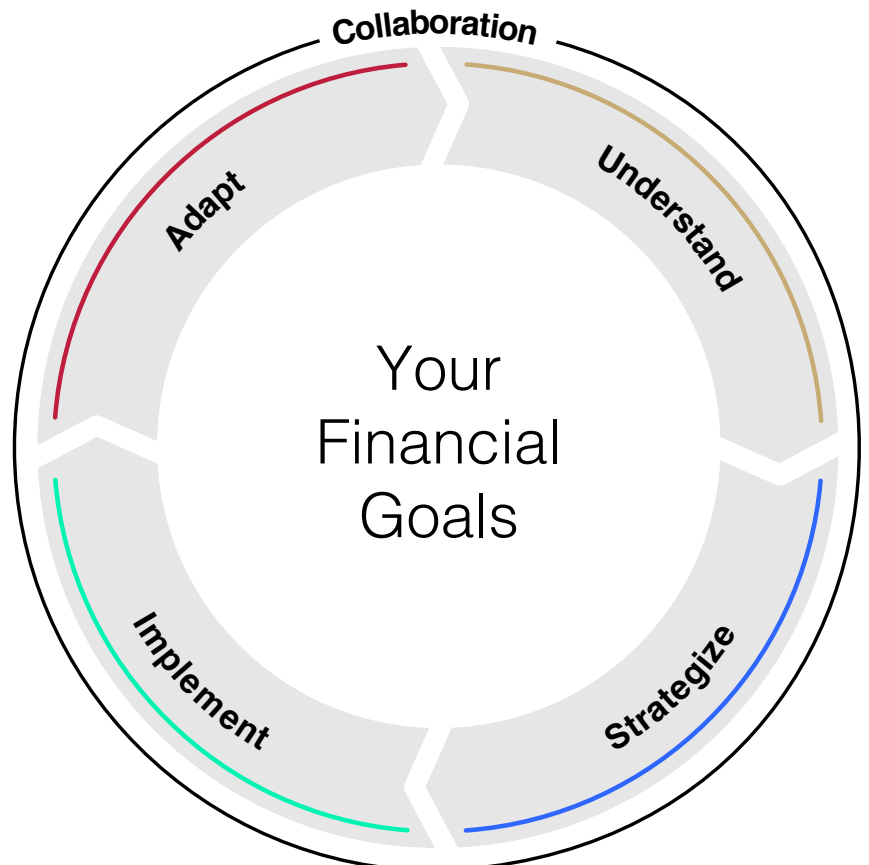 Collaboration
Understand
Strategize
Implement
Adapt
Your
Financial
Goals